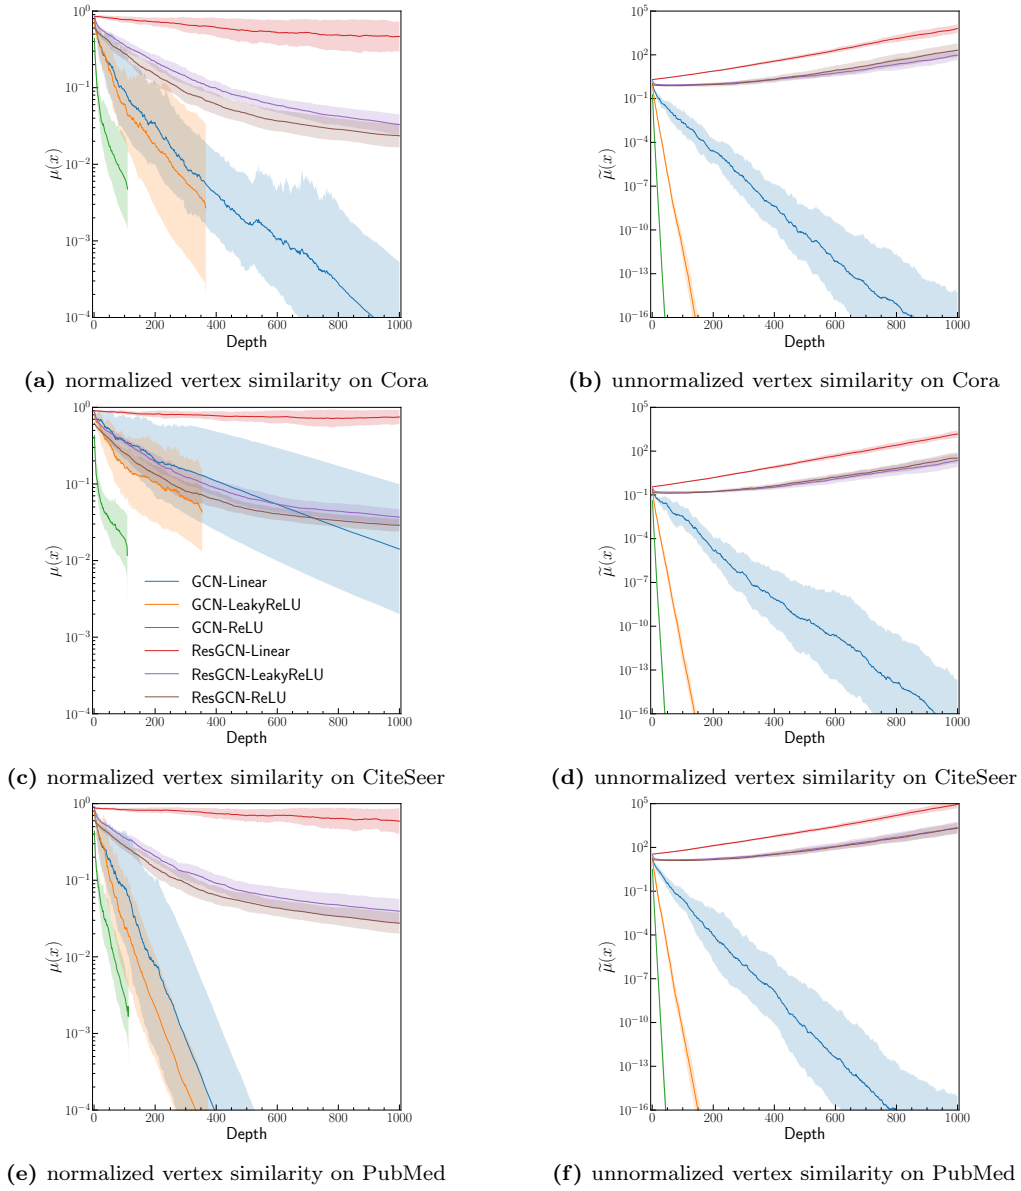 10^0
10^{-1}
10^{-2}
10^{-3}
10^{-4}
μ(x)
0 200 400 600 800 1000
Depth
(a) normalized vertex similarity on Cora
10^5
10^2
10^{-1}
10^{-4}
10^{-7}
10^{-10}
10^{-13}
10^{-16}
μ̃(x)
0 200 400 600 800 1000
Depth
(b) unnormalized vertex similarity on Cora
10^0
10^{-1}
10^{-2}
10^{-3}
10^{-4}
μ(x)
GCN-Linear
GCN-LeakyReLU
GCN-ReLU
ResGCN-Linear
ResGCN-LeakyReLU
ResGCN-ReLU
0 200 400 600 800 1000
Depth
(c) normalized vertex similarity on CiteSeer
10^5
10^2
10^{-1}
10^{-4}
10^{-7}
10^{-10}
10^{-13}
10^{-16}
μ̃(x)
0 200 400 600 800 1000
Depth
(d) unnormalized vertex similarity on CiteSeer
10^0
10^{-1}
10^{-2}
10^{-3}
10^{-4}
μ(x)
0 200 400 600 800 1000
Depth
(e) normalized vertex similarity on PubMed
10^5
10^2
10^{-1}
10^{-4}
10^{-7}
10^{-10}
10^{-13}
10^{-16}
μ̃(x)
0 200 400 600 800 1000
Depth
(f) unnormalized vertex similarity on PubMed